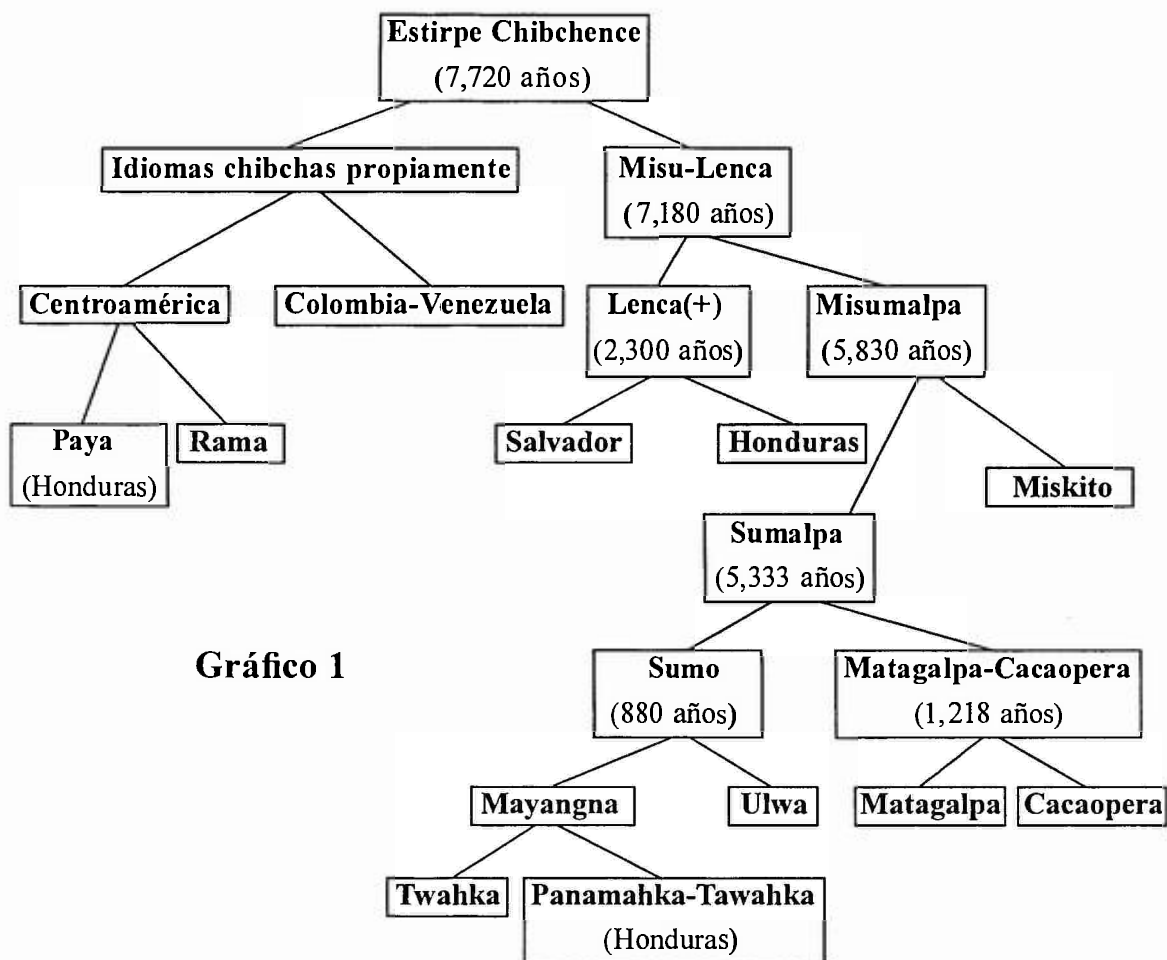 Estirpe Chibchence
(7,720 años)
Idiomas chibchas propiamente
Misu-Lenca
(7,180 años)
Centroamérica
Colombia-Venezuela
Lenca(+)
(2,300 años)
Misumalpa
(5,830 años)
Paya
(Honduras)
Rama
Salvador
Honduras
Miskito
Sumalpa
(5,333 años)
Gráfico 1
Sumo
(880 años)
Matagalpa-Cacaopera
(1,218 años)
Mayangna
Ulwa
Matagalpa
Cacaopera
Twahka
Panamahka-Tawahka
(Honduras)